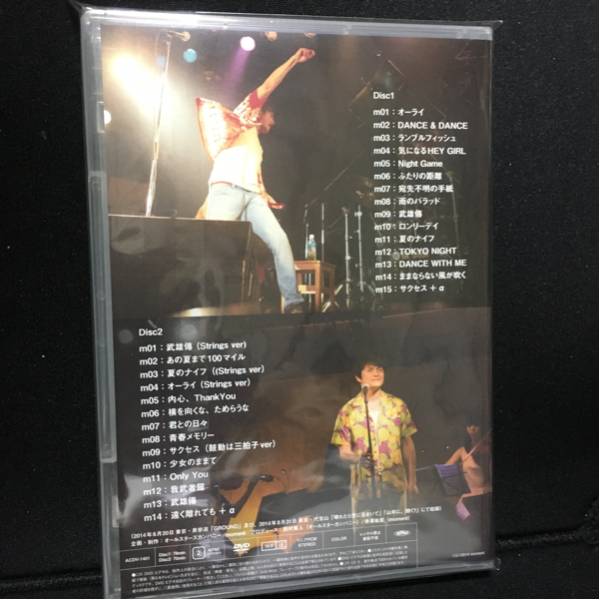 Disc1
m01：オーライ
m02：DANCE & DANCE
m03：ランブルフィッシュ
m04：気になるHEY GIRL
m05：Night Game
m06：ふたりの距離
m07：宛先不明の手紙
m08：雨のバラッド
m09：武雄傳
m10：ロンリーデイ
m11：夏のナイフ
m12：TOKYO NIGHT
m13：DANCE WITH ME
m14：ままならない風が吹く
m15：サクセス + α
Disc2
m01：武雄傳（Strings ver）
m02：あの夏まで100マイル
m03：夏のナイフ（(Strings ver）
m04：オーライ（Strings ver）
m05：内心、ThankYou
m06：横を向くな、ためらうな
m07：君との日々
m08：青春メモリー
m09：サクセス（鼓動は三拍子ver）
m10：少女のままで
m11：Only You
m12：我武者羅
m13：武雄傳
m14：遠く離れても + α
DVD
COLOR